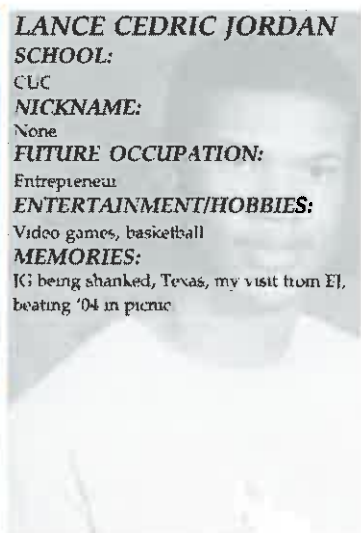 LANCE CEDRIC JORDAN
SCHOOL:
CLC
NICKNAME:
None
FUTURE OCCUPATION:
Entrepreneur
ENTERTAINMENT/HOBBIES:
Video games, basketball
MEMORIES:
JG being shanked, Texas, my visit from EJ,
beating '04 in picnic